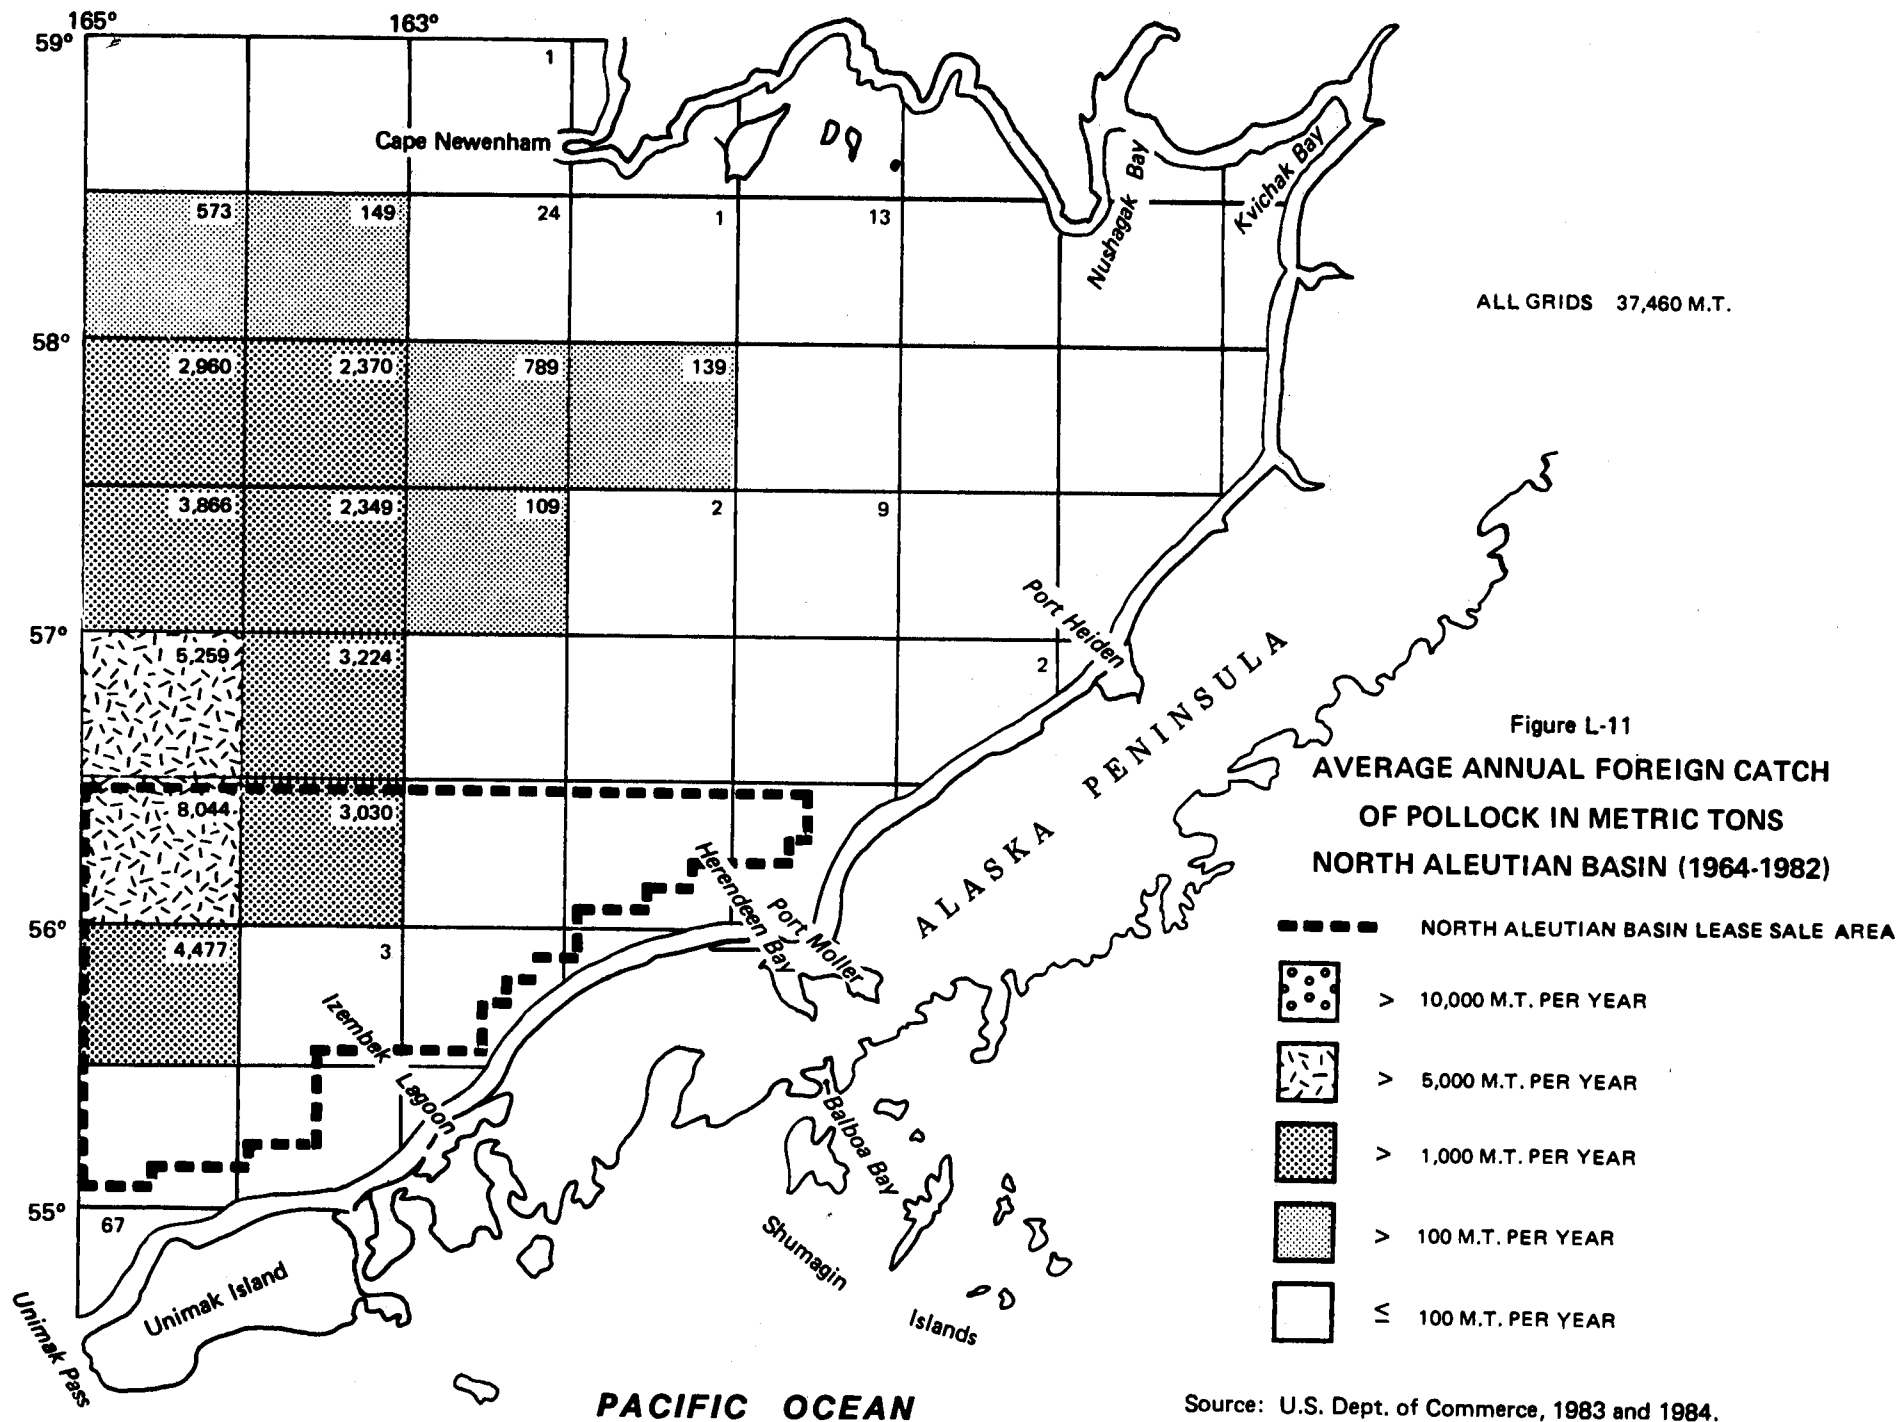 165°
163°
59°
1
Cape Newenham
573
149
24
1
13
Nushagak Bay
Kvichak Bay
ALL GRIDS 37,460 M.T.
58°
2,960
2,370
789
139
3,866
2,349
109
2
9
Port Heiden
57°
5,259
3,224
2
ALASKA PENINSULA
Figure L-11
AVERAGE ANNUAL FOREIGN CATCH
OF POLLOCK IN METRIC TONS
NORTH ALEUTIAN BASIN (1964-1982)
8,044
3,030
Herendeen Bay
Port Moller
56°
4,477
3
NORTH ALEUTIAN BASIN LEASE SALE AREA
> 10,000 M.T. PER YEAR
> 5,000 M.T. PER YEAR
> 1,000 M.T. PER YEAR
> 100 M.T. PER YEAR
≤ 100 M.T. PER YEAR
Izembek Lagoon
Balboa Bay
55°
67
Shumagin
Islands
Unimak Island
Unimak Pass
PACIFIC OCEAN
Source: U.S. Dept. of Commerce, 1983 and 1984.